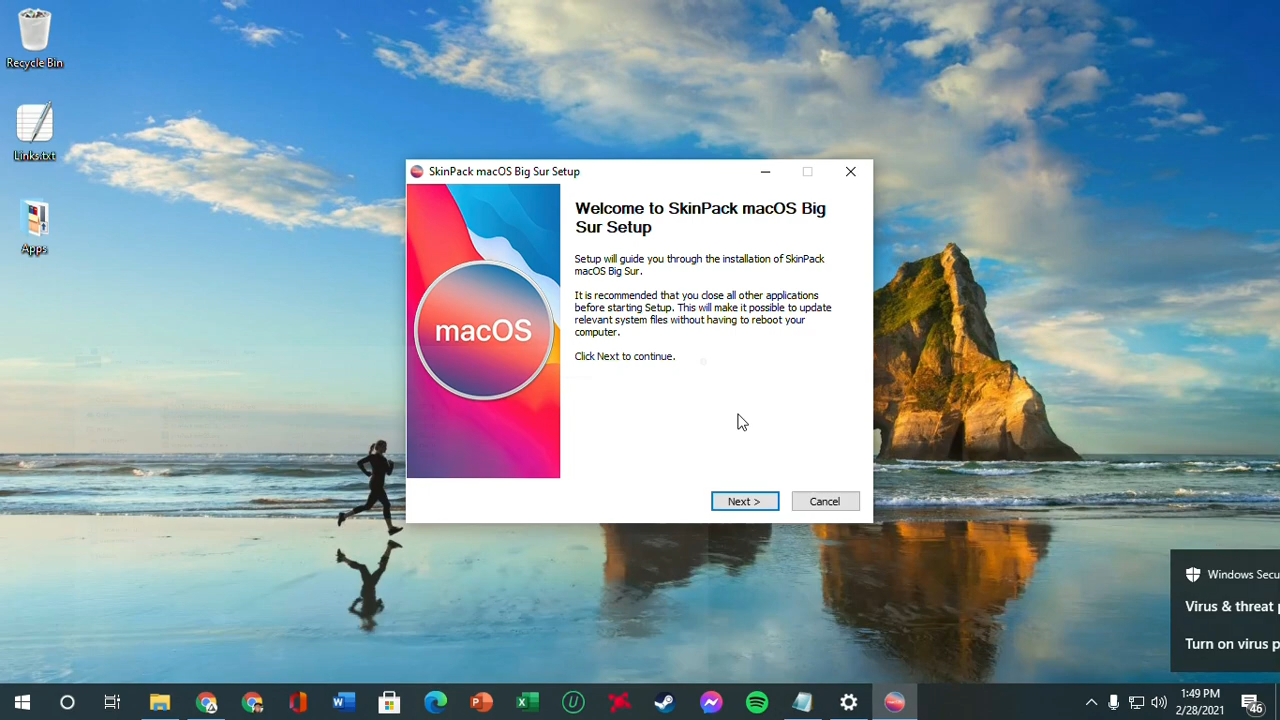 Recycle Bin
Links.txt
Apps
SkinPack macOS Big Sur Setup
macOS
Welcome to SkinPack macOS Big
Sur Setup
Setup will guide you through the installation of SkinPack
macOS Big Sur.
It is recommended that you close all other applications
before starting Setup. This will make it possible to update
relevant system files without having to reboot your
computer.
Click Next to continue.
Next >
Cancel
Windows Secu
Virus & threat p
Turn on virus p
1:49 PM
2/28/2021
46